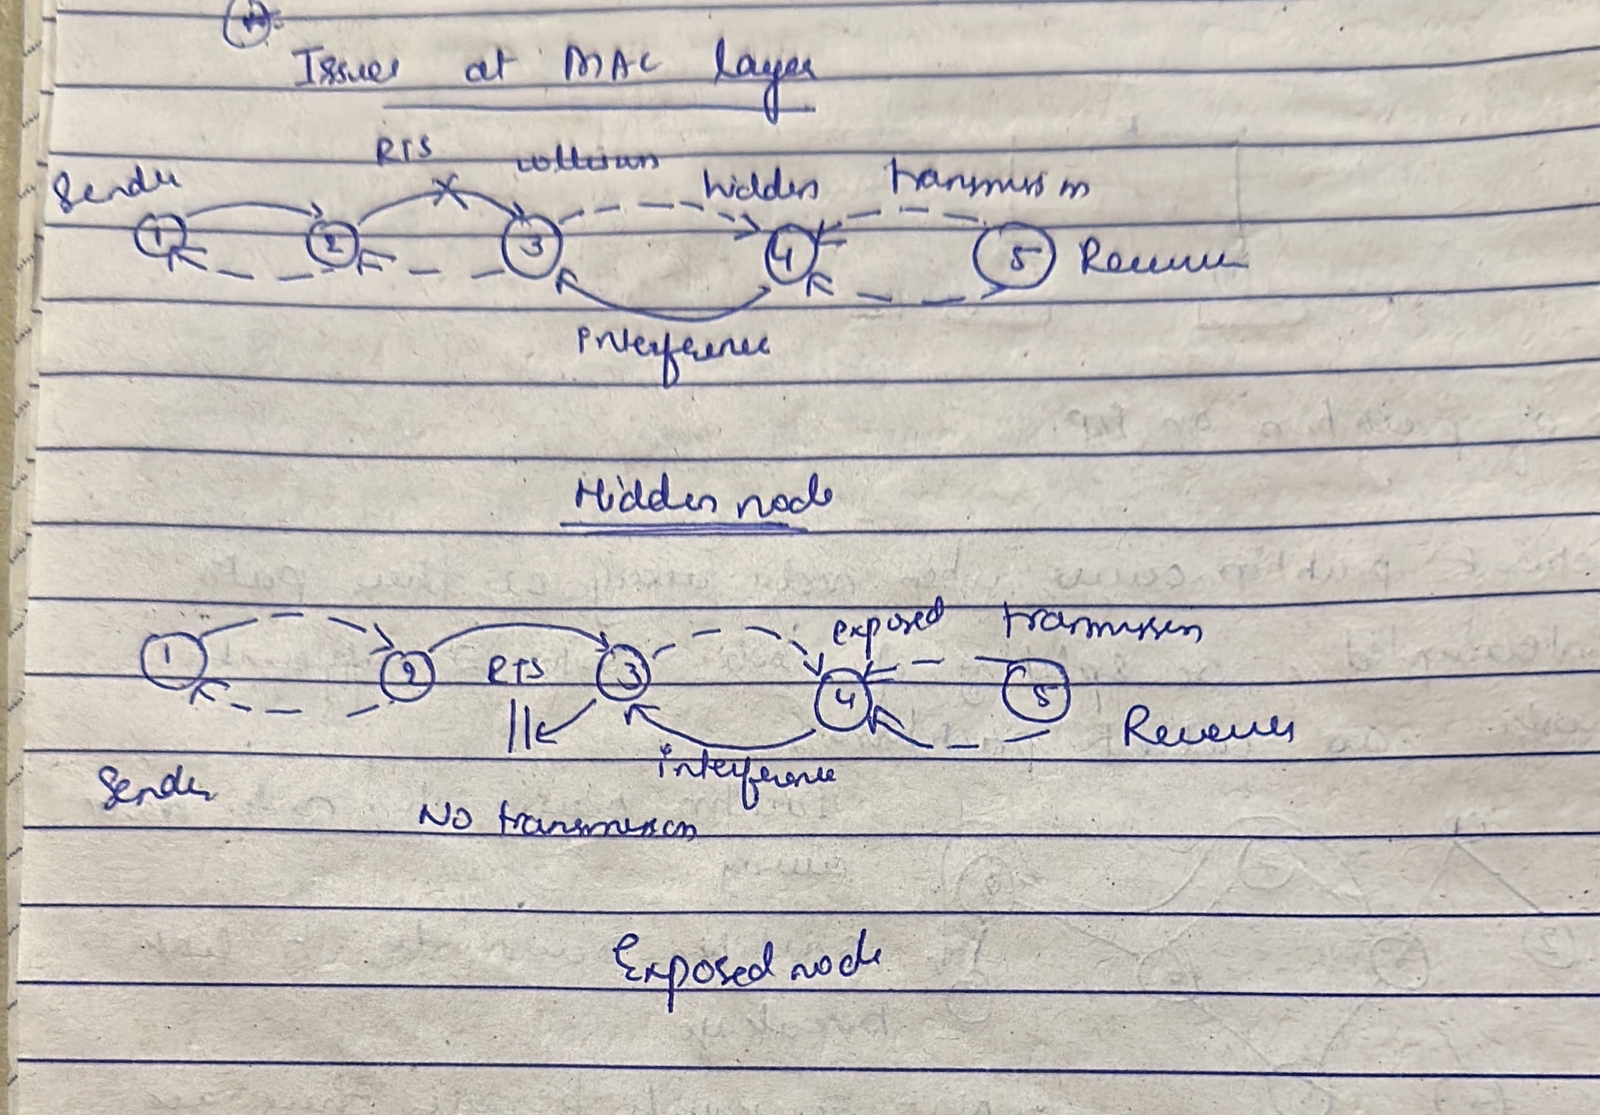 Issues at MAC layer
RTS collision
Sender hidden transmission
1 2 3 4 5 Receiver
Interference
Hidden node
exposed transmission
1 2 RTS 3 4 5
Receiver
interference
Sender
No transmission
Exposed node